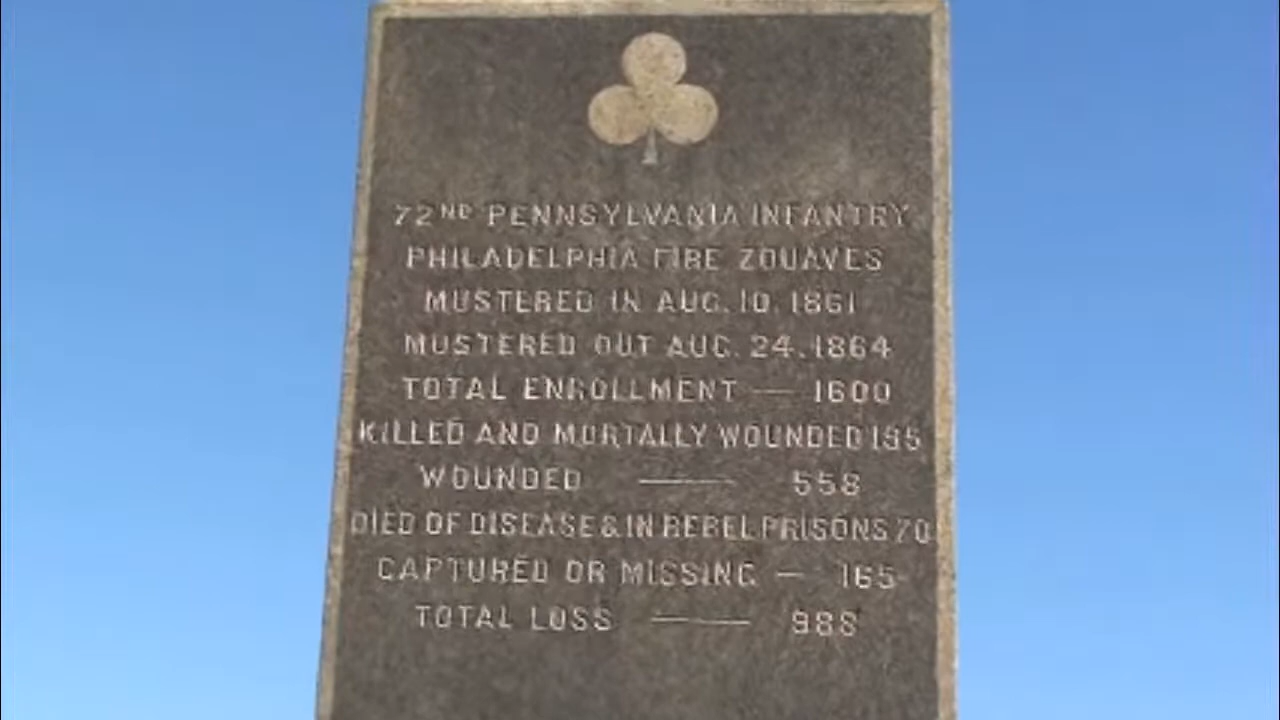 72ND PENNSYLVANIA INFANTRY
PHILADELPHIA FIRE ZOUAVES
MUSTERED IN AUG. 10. 1861
MUSTERED OUT AUG. 24. 1864
TOTAL ENROLLMENT — 1600
KILLED AND MORTALLY WOUNDED 195
WOUNDED — 558
DIED OF DISEASE & IN REBEL PRISONS 70
CAPTURED OR MISSING — 165
TOTAL LOSS — 988